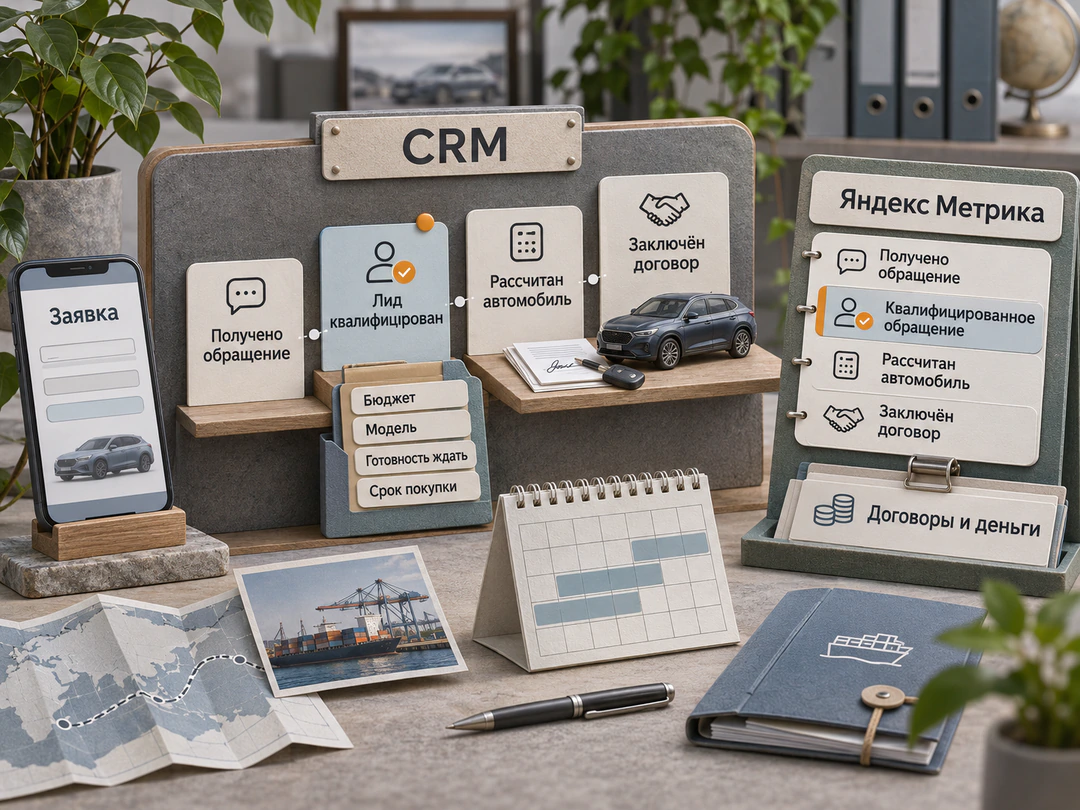 CRM
Заявка
Получено
обращение
Лид
квалифицирован
Рассчитан
автомобиль
Заключён
договор
Бюджет
Модель
Готовность ждать
Срок покупки
Яндекс Метрика
Получено
обращение
Квалифицированное
обращение
Рассчитан
автомобиль
Заключён
договор
Договоры и деньги